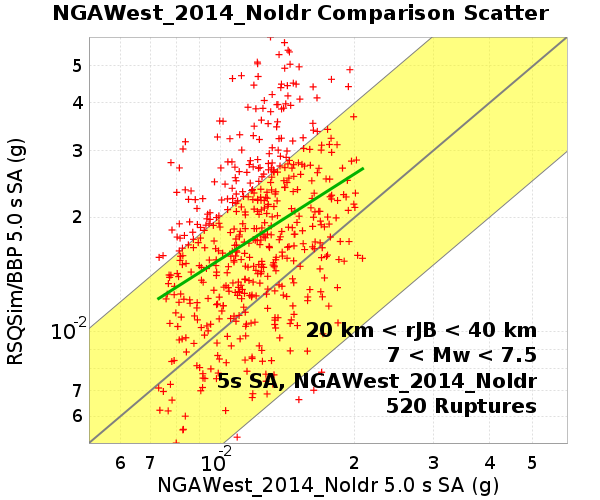 NGAWest_2014_NoIdr Comparison Scatter
RSQSim/BBP 5.0 s SA (g)
5
4
3
2
10^-2
7
6
20 km < rJB < 40 km
7 < Mw < 7.5
5s SA, NGAWest_2014_NoIdr
520 Ruptures
6 7 10^-2 2 3 4 5
NGAWest_2014_NoIdr 5.0 s SA (g)